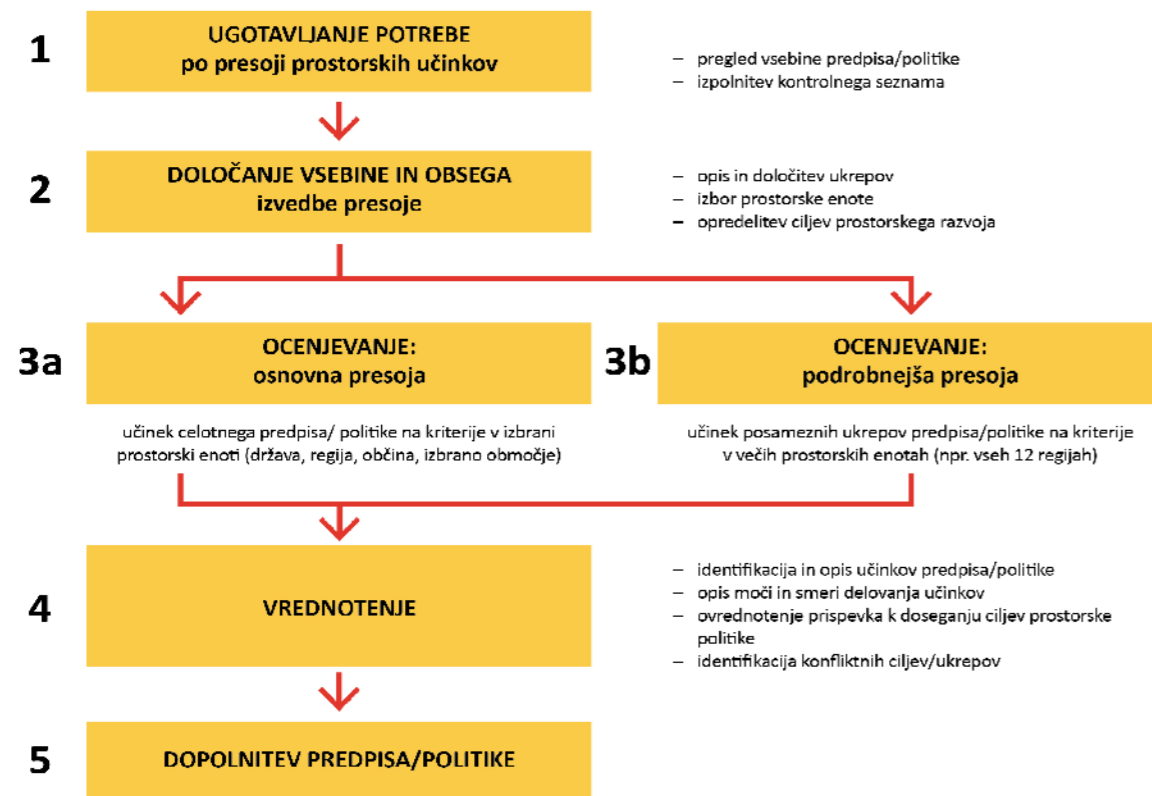 1
UGOTAVLJANJE POTREBE
po presoji prostorskih učinkov
– pregled vsebine predpisa/politike
– izpolnitev kontrolnega seznama
2
DOLOČANJE VSEBINE IN OBSEGA
izvedbe presoje
– opis in določitev ukrepov
– izbor prostorske enote
– opredelitev ciljev prostorskega razvoja
3a
OCENJEVANJE:
osnovna presoja
učinek celotnega predpisa/ politike na kriterije v izbrani
prostorski enoti (država, regija, občina, izbrano območje)
3b
OCENJEVANJE:
podrobnejša presoja
učinek posameznih ukrepov predpisa/politike na kriterije
v večih prostorskih enotah (npr. vseh 12 regijah)
4
VREDNOTENJE
– identifikacija in opis učinkov predpisa/politike
– opis moči in smeri delovanja učinkov
– ovrednotenje prispevka k doseganju ciljev prostorske
politike
– identifikacija konfliktnih ciljev/ukrepov
5
DOPOLNITEV PREDPISA/POLITIKE